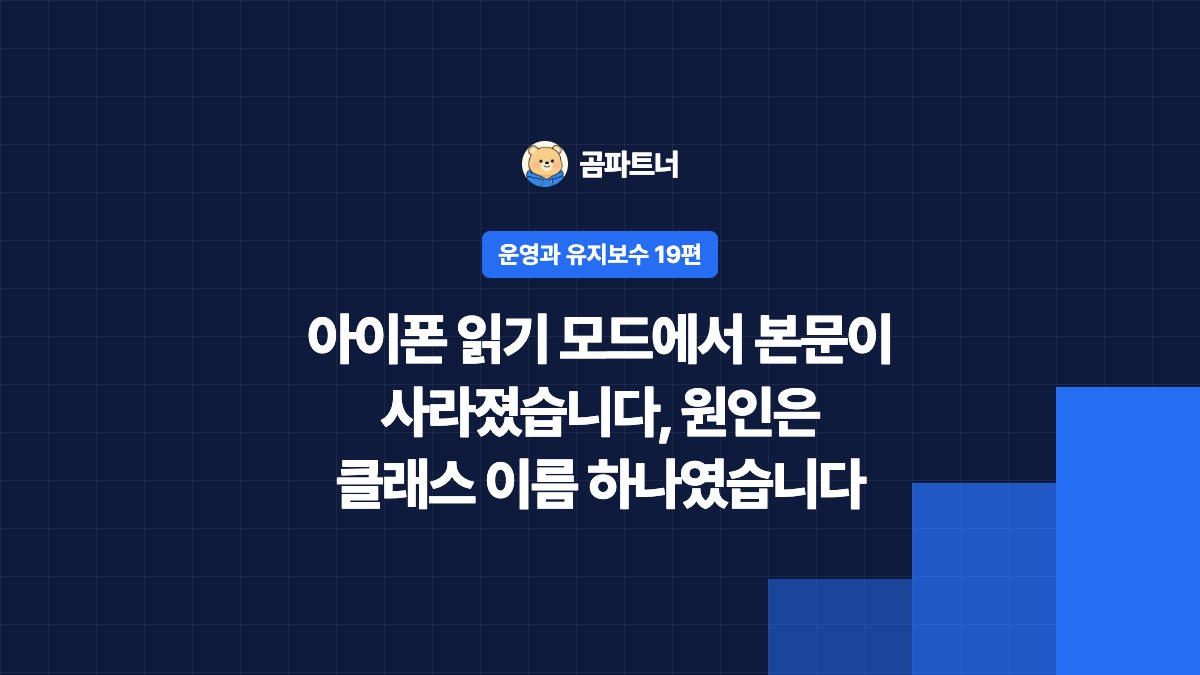 곰파트너
운영과 유지보수 19편
아이폰 읽기 모드에서 본문이
사라졌습니다, 원인은
클래스 이름 하나였습니다